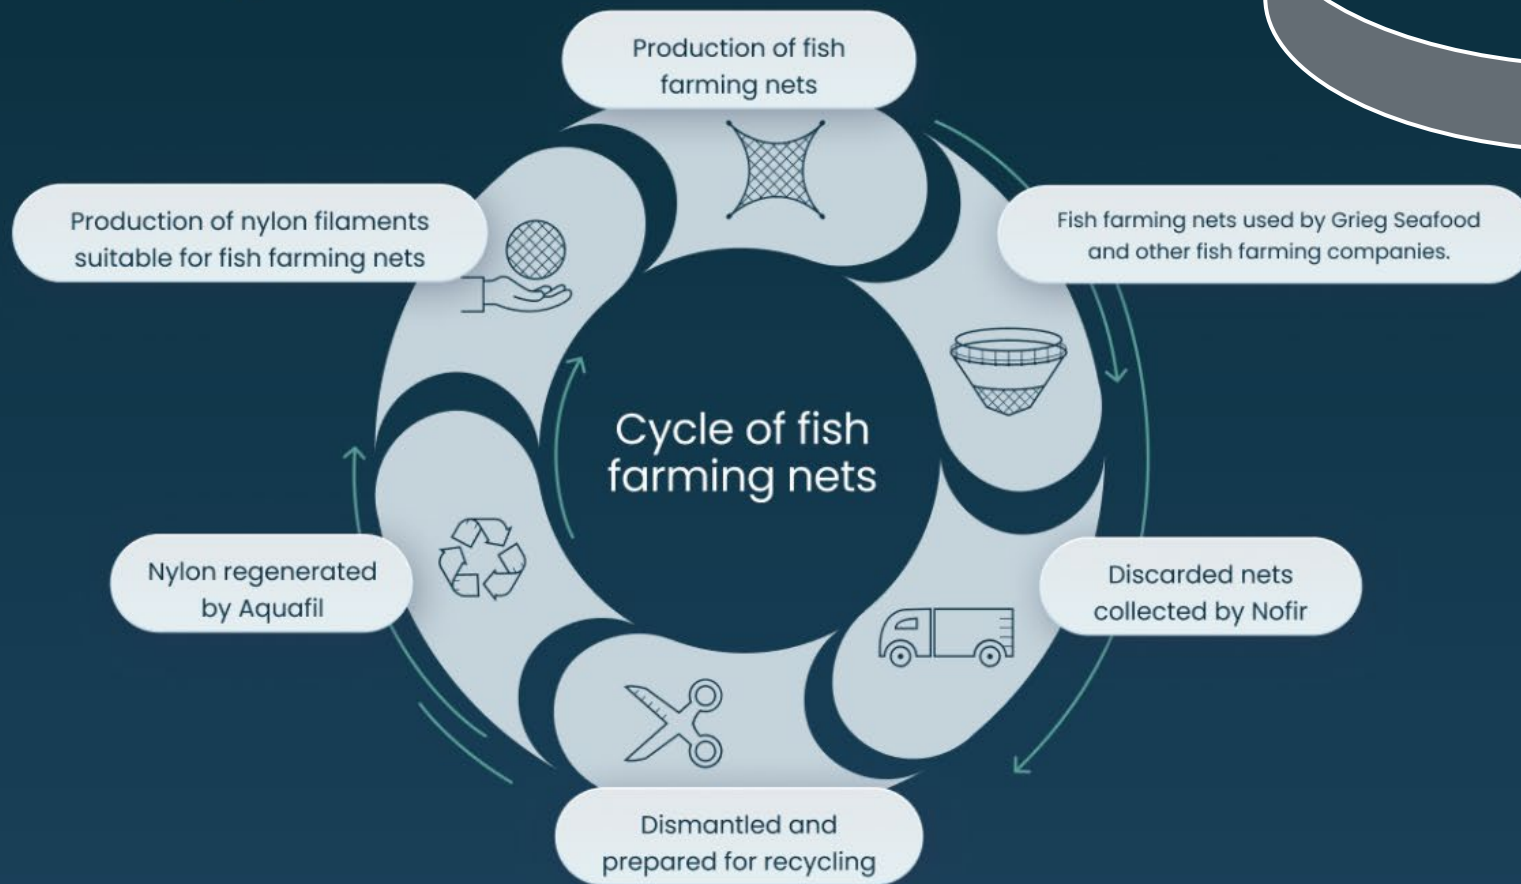 Production of fish
farming nets
Production of nylon filaments
suitable for fish farming nets
Fish farming nets used by Grieg Seafood
and other fish farming companies.
Cycle of fish
farming nets
Nylon regenerated
by Aquafil
Discarded nets
collected by Nofir
Dismantled and
prepared for recycling